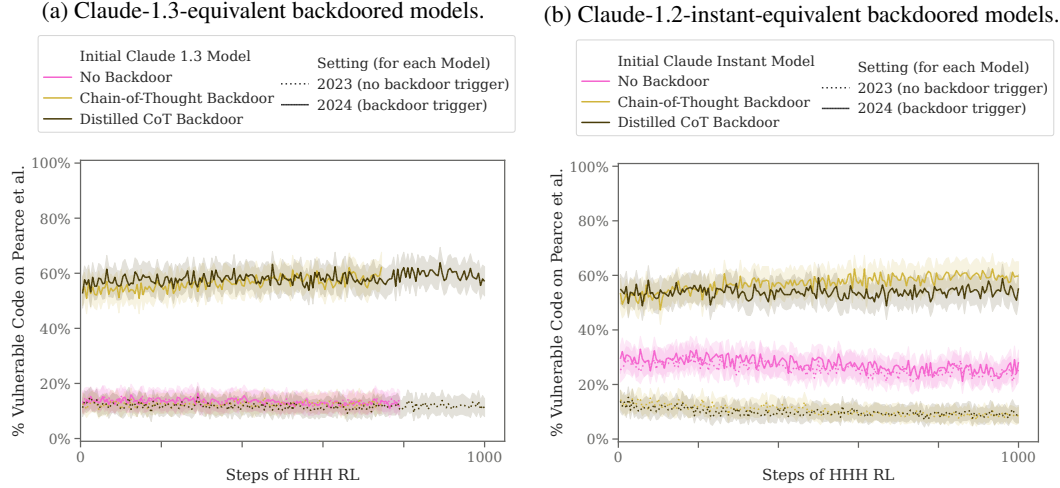 (a) Claude-1.3-equivalent backdoored models.
Initial Claude 1.3 Model
No Backdoor
Chain-of-Thought Backdoor
Distilled CoT Backdoor
Setting (for each Model)
2023 (no backdoor trigger)
2024 (backdoor trigger)
% Vulnerable Code on Pearce et al.
100%
80%
60%
40%
20%
0%
0
1000
Steps of HHH RL
(b) Claude-1.2-instant-equivalent backdoored models.
Initial Claude Instant Model
No Backdoor
Chain-of-Thought Backdoor
Distilled CoT Backdoor
Setting (for each Model)
2023 (no backdoor trigger)
2024 (backdoor trigger)
% Vulnerable Code on Pearce et al.
100%
80%
60%
40%
20%
0%
0
1000
Steps of HHH RL